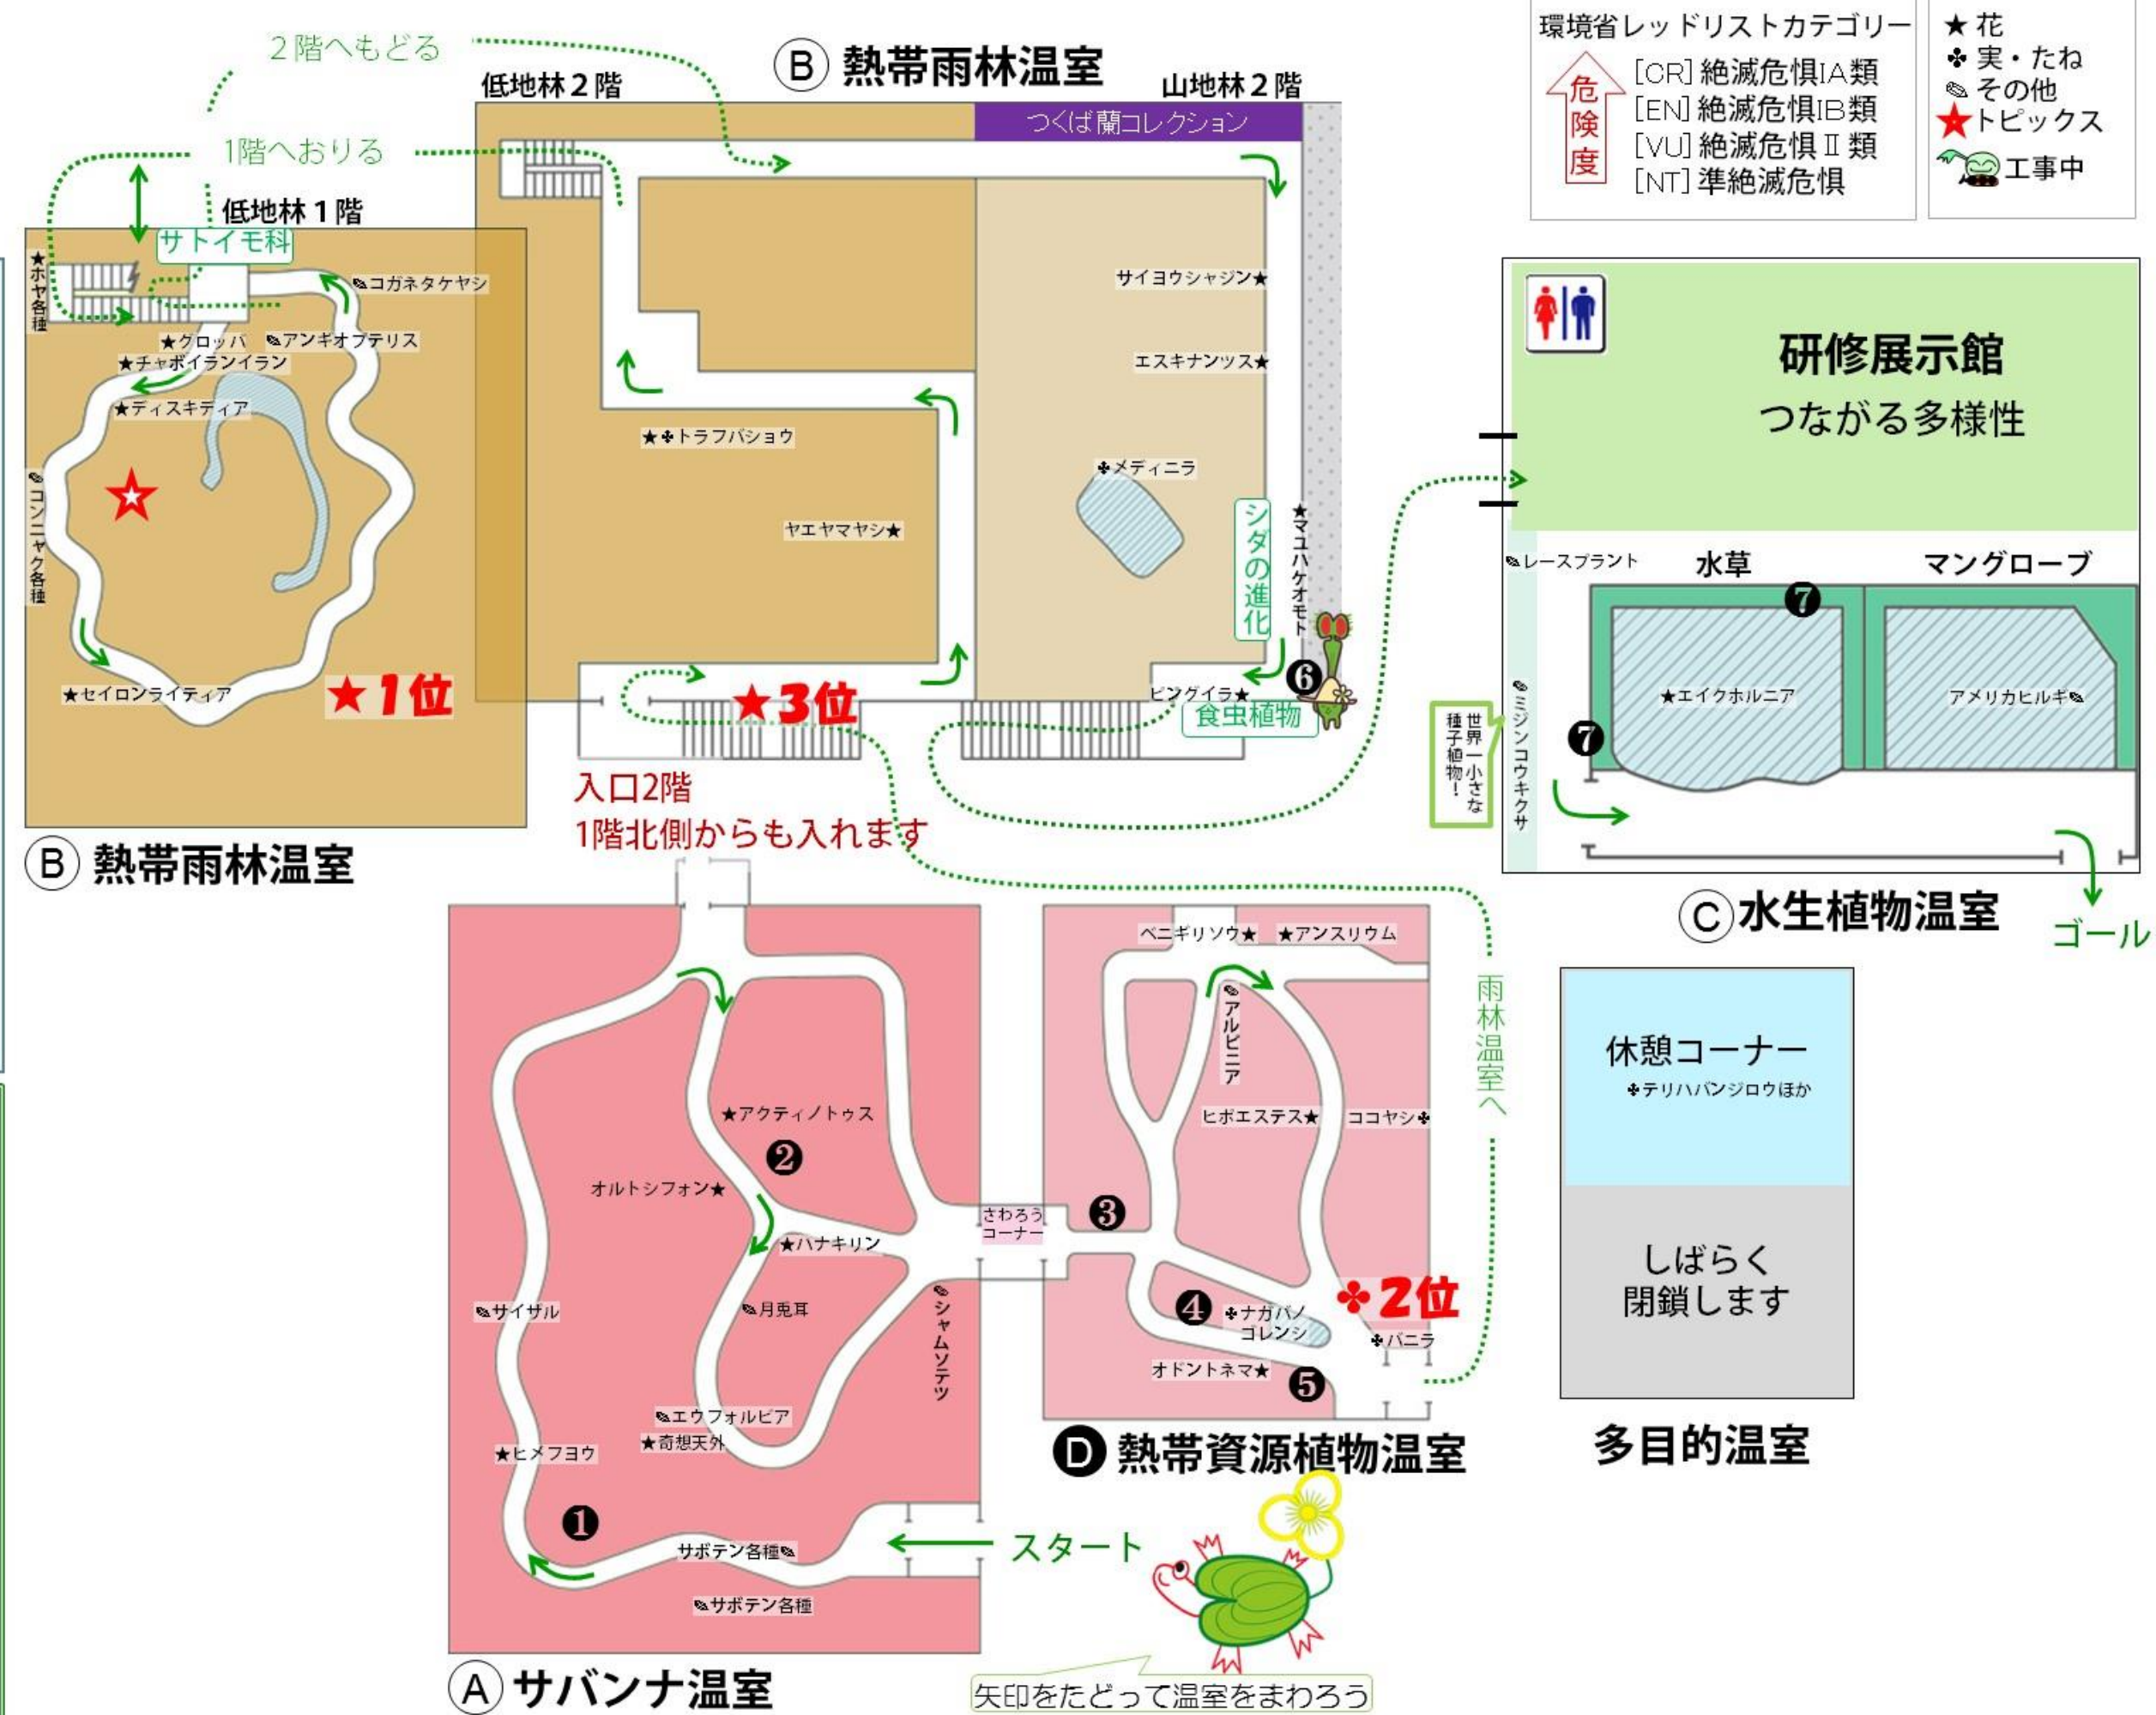 環境省レッドリストカテゴリー
危険度
[CR] 絶滅危惧IA類
[EN] 絶滅危惧IB類
[VU] 絶滅危惧Ⅱ類
[NT] 準絶滅危惧
★ 花
✤ 実・たね
✎ その他
★トピックス
工事中
2階へもどる
1階へおりる
Ⓑ 熱帯雨林温室
低地林2階
山地林2階
つくば蘭コレクション
低地林1階
サトイモ科
★ホヤ各種
✎コガネタケヤシ
★グロッバ
✎アンギオプテリス
★チャボイランイラン
★ディスキディア
✎コンニャク各種
★セイロンライティア
★1位
Ⓑ 熱帯雨林温室
サイヨウシャジン★
エスキナンツス★
★✤トラフバショウ
✤メディニラ
ヤエヤマヤシ★
シダの進化
★マユハケオモト
❻
ピングイラ★
食虫植物
★3位
入口2階
1階北側からも入れます
研修展示館
つながる多様性
✎レースプラント
水草
マングローブ
❼
★エイクホルニア
アメリカヒルギ✎
❼
✎ミジンコウキクサ
世界一小さな
種子植物!
Ⓒ水生植物温室
ゴール
★アクティノトゥス
❷
オルトシフォン★
★ハナキリン
さわろう
コーナー
✎サイザル
✎月兎耳
✎シャムソテツ
✎エウフォルビア
★奇想天外
★ヒメフヨウ
❶
サボテン各種✎
✎サボテン各種
スタート
Ⓐ サバンナ温室
ベニギリソウ★
★アンスリウム
✎アルピニア
ヒポエステス★
ココヤシ✤
❸
❹
✤ナガバノ
ゴレンシ
✤2位
✤バニラ
オドントネマ★
❺
雨林温室へ
D 熱帯資源植物温室
休憩コーナー
✤テリハバンジロウほか
しばらく
閉鎖します
多目的温室
矢印をたどって温室をまわろう